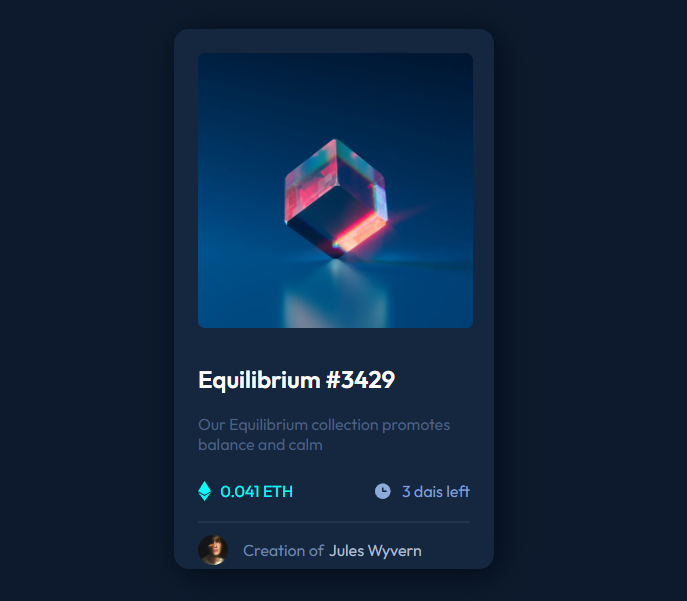 Equilibrium #3429
Our Equilibrium collection promotes
balance and calm
0.041 ETH
3 dais left
Creation of Jules Wyvern